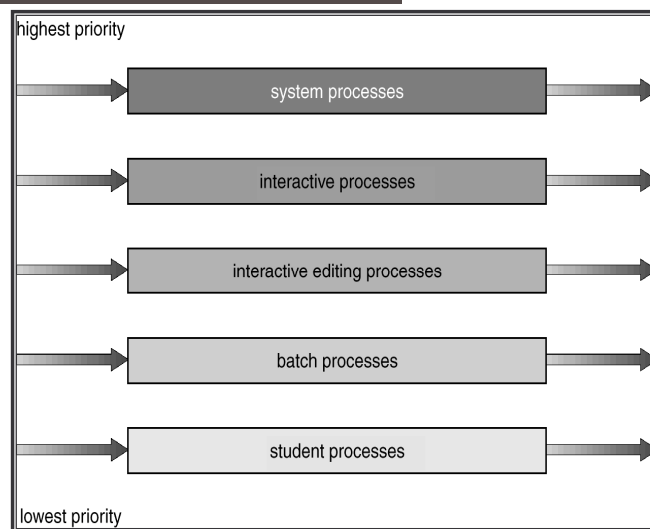 highest priority
system processes
interactive processes
interactive editing processes
batch processes
student processes
lowest priority